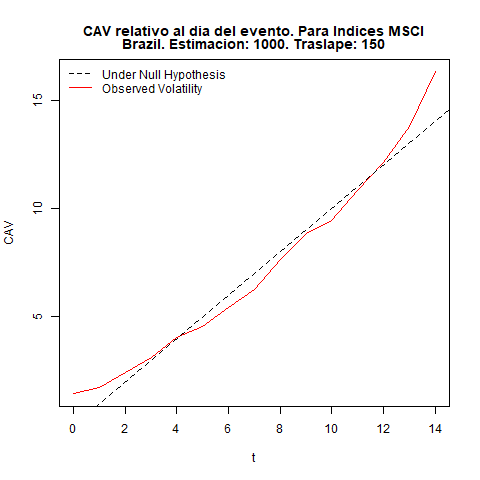 CAV relativo al dia del evento. Para Indices MSCI
Brazil. Estimacion: 1000. Traslape: 150
Under Null Hypothesis
Observed Volatility
15
10
5
CAV
0 2 4 6 8 10 12 14
t